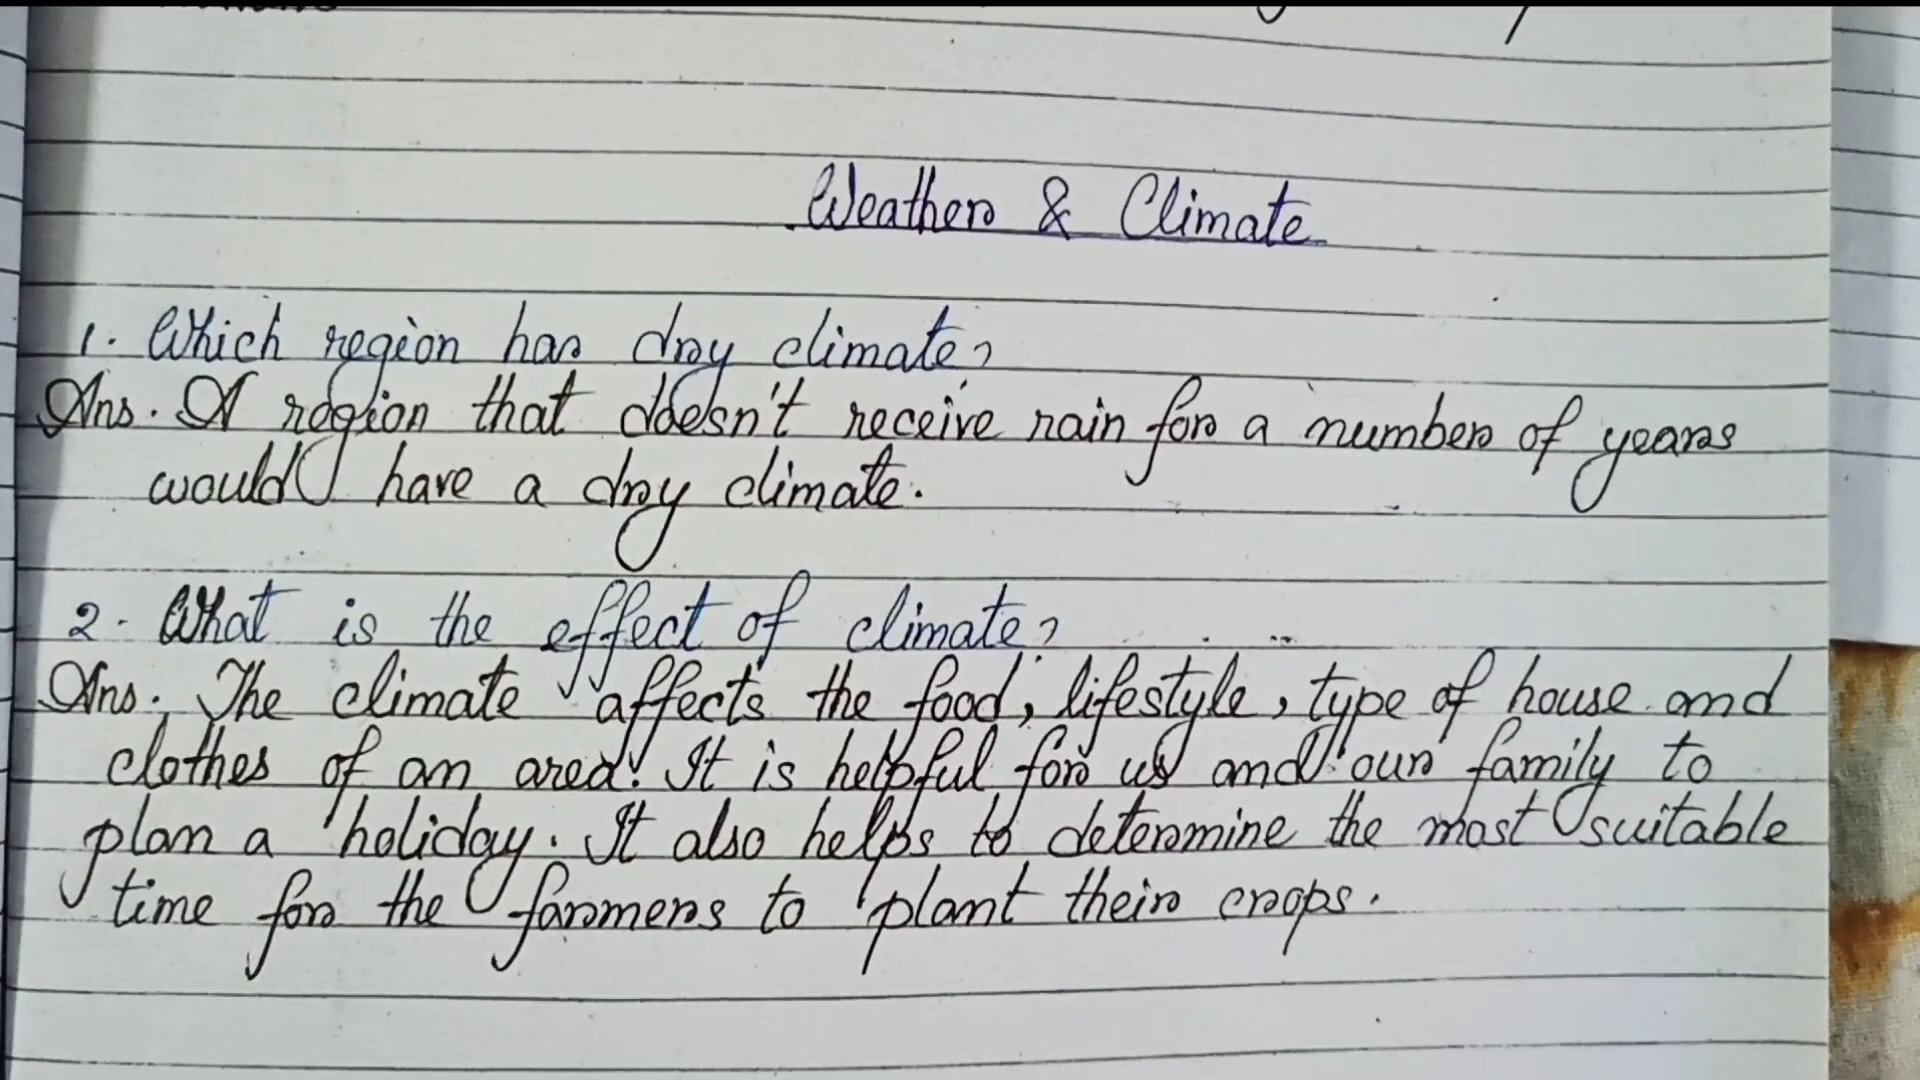 Weather & Climate
1. Which region has dry climate?
Ans. A region that doesn't receive rain for a number of years
would have a dry climate.
2. What is the effect of climate?
Ans. The climate affects the food, lifestyle, type of house and
clothes of an area. It is helpful for us and our family to
plan a holiday. It also helps to determine the most suitable
time for the farmers to plant their crops.